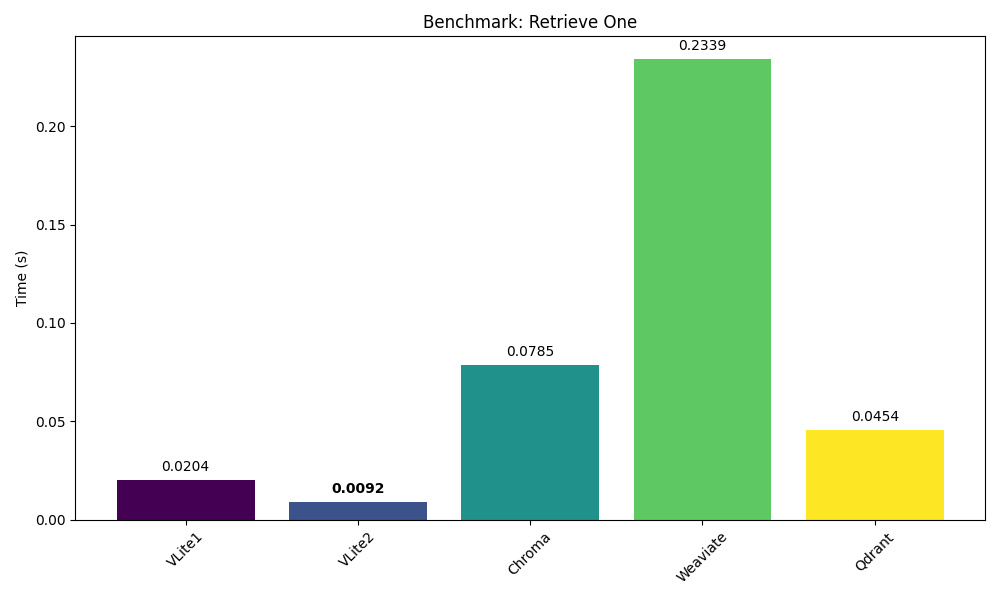 Benchmark: Retrieve One
Time (s)
0.20
0.15
0.10
0.05
0.00
0.0204
0.0092
0.0785
0.2339
0.0454
VLite1
VLite2
Chroma
Weaviate
Qdrant